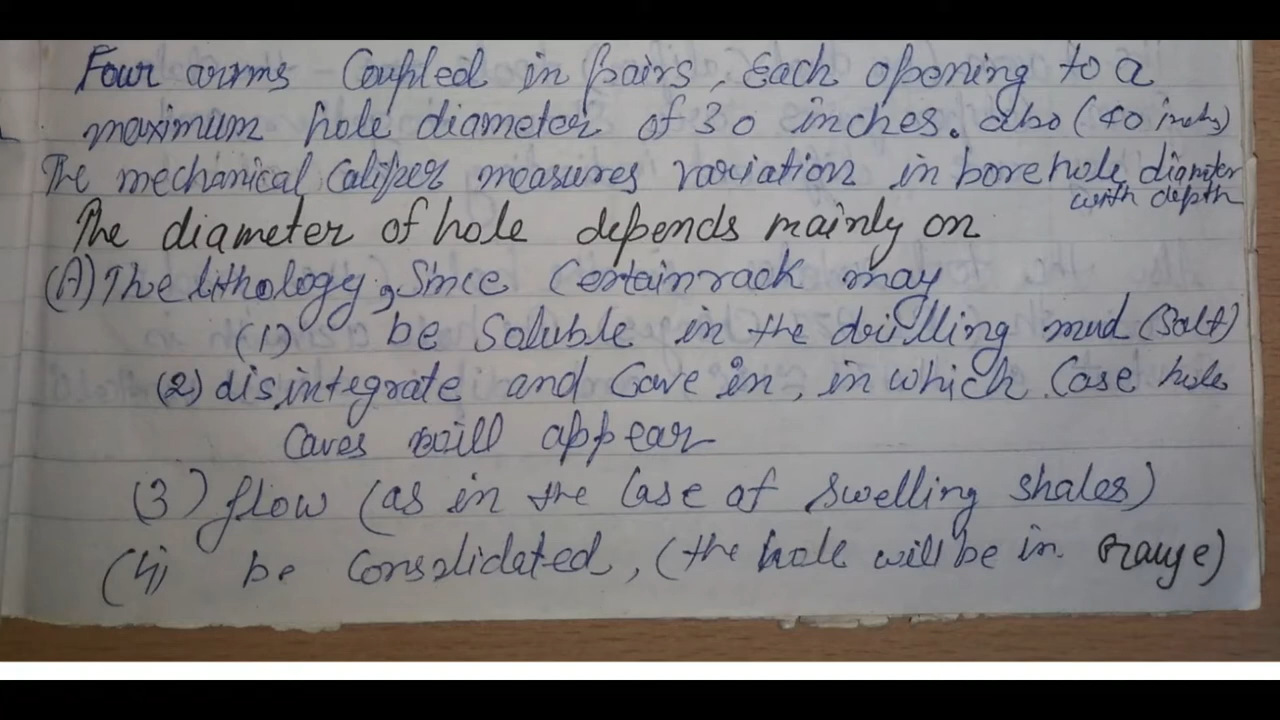 Four arms Coupled in pairs, Each opening to a
maximum hole diameter of 30 inches. also (40 inchs)
The mechanical Caliper measures variation in borehole diameter
with depth
The diameter of hole depends mainly on
(A) The lithology, Since Certain rack may
(1) be Soluble in the drilling mud (Salt)
(2) disintegrate and Cave in, in which Case hole
Caves will appear
(3) flow (as in the Case of Swelling shales)
(4) be Consolidated, (the hole will be in range)